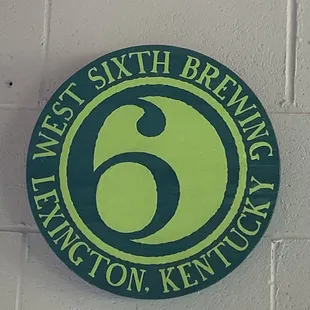 WEST SIXTH BREWING
6
LEXINGTON, KENTUCKY